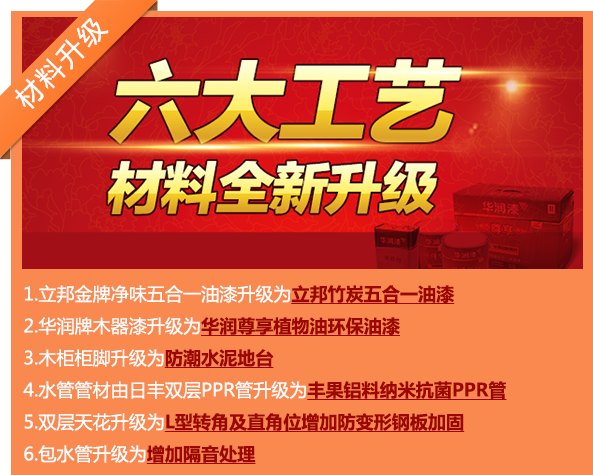 材料升级
六大工艺
材料全新升级
华润漆
华润漆
1.立邦金牌净味五合一油漆升级为立邦竹炭五合一油漆
2.华润牌木器漆升级为华润尊享植物油环保油漆
3.木柜柜脚升级为防潮水泥地台
4.水管管材由日丰双层PPR管升级为丰果铝料纳米抗菌PPR管
5.双层天花升级为L型转角及直角位增加防变形钢板加固
6.包水管升级为增加隔音处理